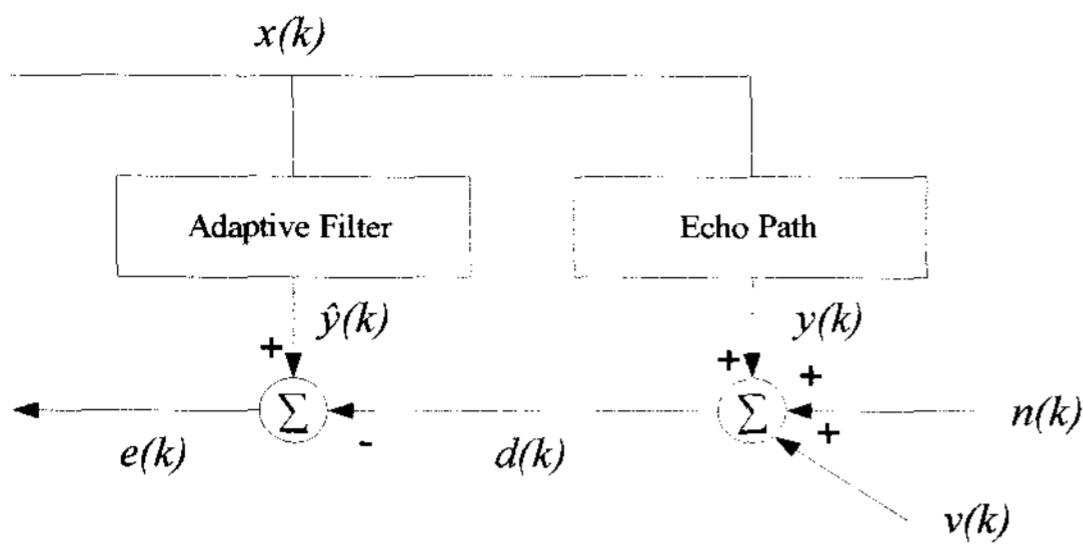 x(k)
Adaptive Filter
Echo Path
ŷ(k)
y(k)
+
+
+
Σ
Σ
n(k)
-
+
e(k)
d(k)
v(k)